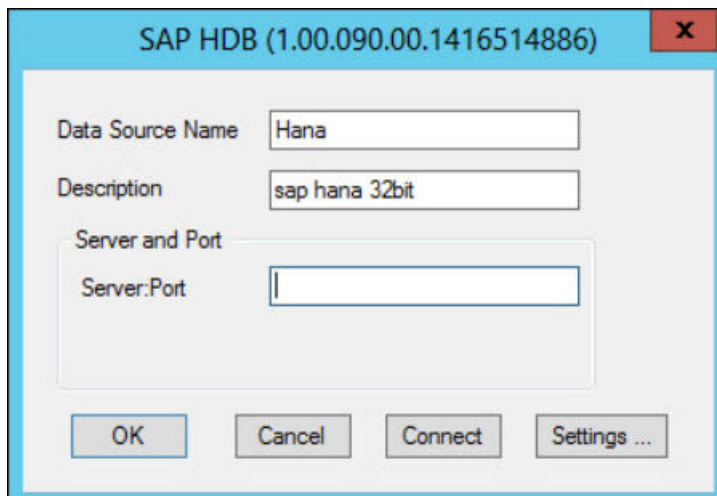 SAP HDB (1.00.090.00.1416514886)
x
Data Source Name Hana
Description sap hana 32bit
Server and Port
Server:Port
OK Cancel Connect Settings ...